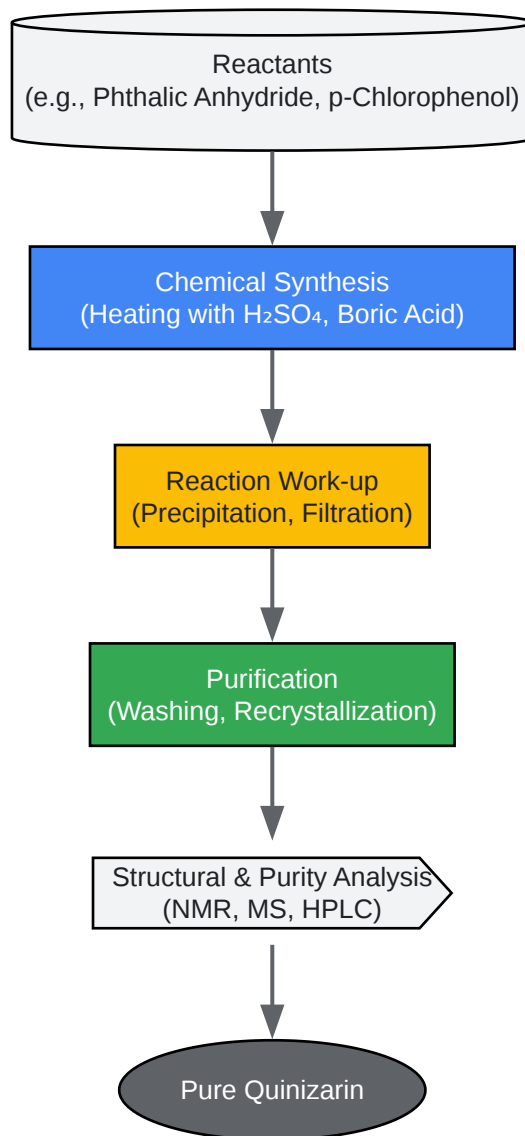 Reactants
(e.g., Phthalic Anhydride, p-Chlorophenol)
Chemical Synthesis
(Heating with H₂SO₄, Boric Acid)
Reaction Work-up
(Precipitation, Filtration)
Purification
(Washing, Recrystallization)
Structural & Purity Analysis
(NMR, MS, HPLC)
Pure Quinizarin